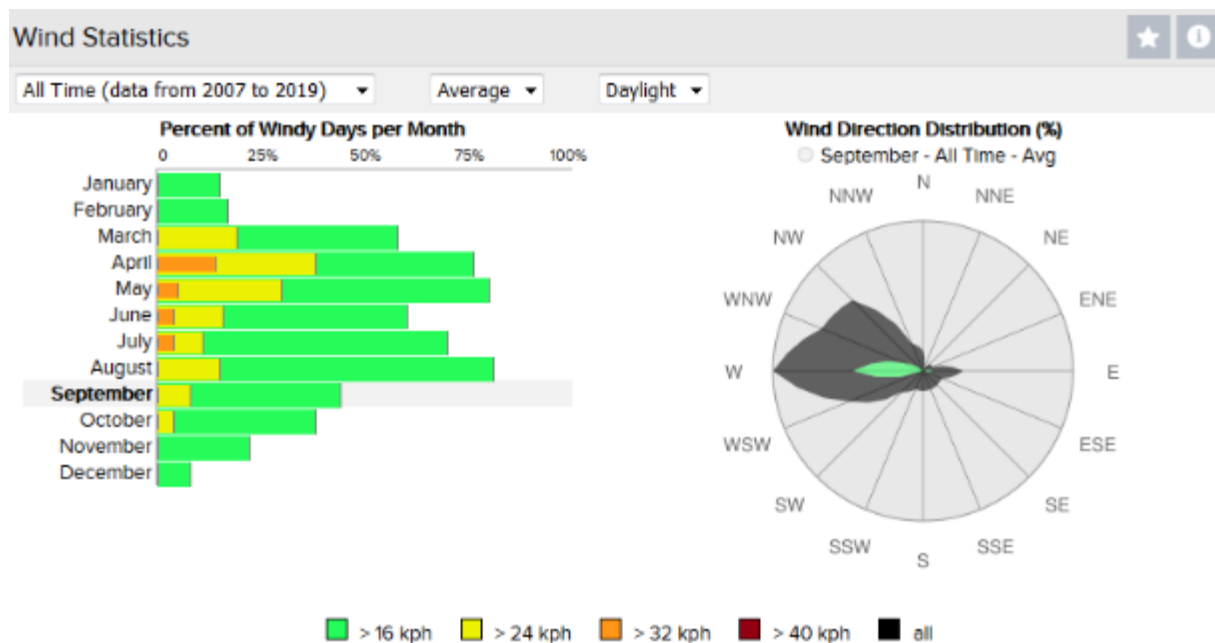 Wind Statistics
All Time (data from 2007 to 2019) Average Daylight
Percent of Windy Days per Month
0 25% 50% 75% 100%
January
February
March
April
May
June
July
August
September
October
November
December
Wind Direction Distribution (%)
September - All Time - Avg
N
NNW NNE
NW NE
WNW ENE
W E
WSW ESE
SW SE
SSW SSE
S
> 16 kph > 24 kph > 32 kph > 40 kph all